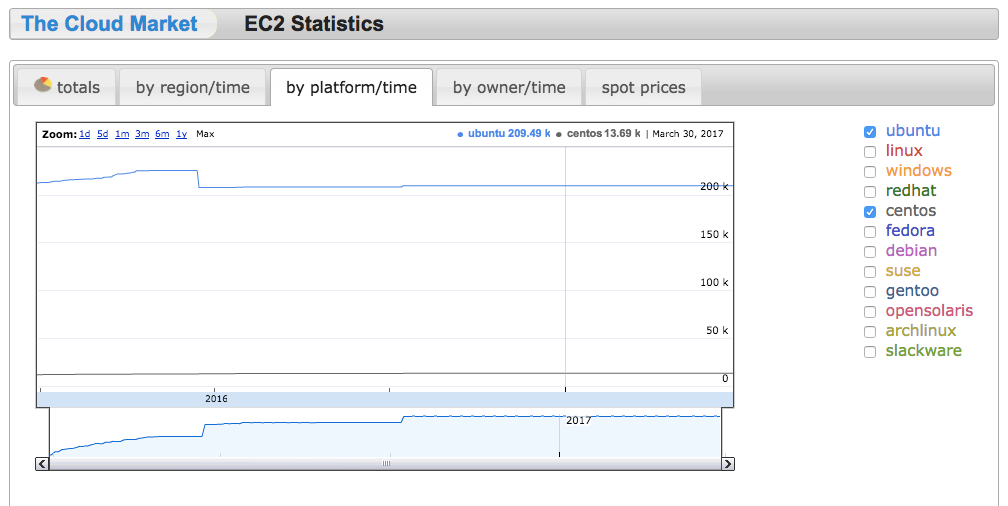 The Cloud Market EC2 Statistics
totals by region/time by platform/time by owner/time spot prices
Zoom: 1d 5d 1m 3m 6m 1y Max ubuntu 209.49 k centos 13.69 k | March 30, 2017
200 k
150 k
100 k
50 k
0
2016
2017
ubuntu
linux
windows
redhat
centos
fedora
debian
suse
gentoo
opensolaris
archlinux
slackware